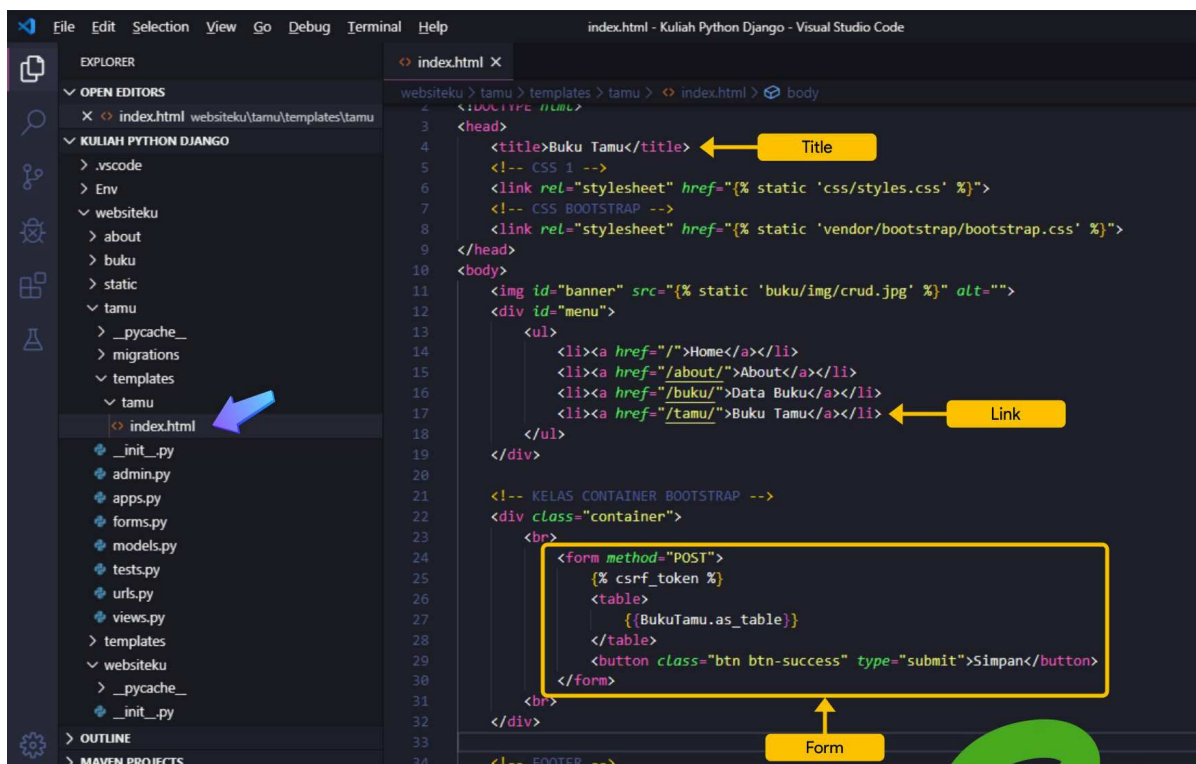 File Edit Selection View Go Debug Terminal Help index.html - Kuliah Python Django - Visual Studio Code
EXPLORER
OPEN EDITORS
index.html websiteku\tamu\templates\tamu
KULIAH PYTHON DJANGO
.vscode
Env
websiteku
about
buku
static
tamu
__pycache__
migrations
templates
tamu
index.html
__init__.py
admin.py
apps.py
forms.py
models.py
tests.py
urls.py
views.py
templates
websiteku
__pycache__
__init__.py
OUTLINE
MAVEN PROJECTS
index.html
websiteku > tamu > templates > tamu > index.html > body
2 <!DOCTYPE html>
3 <head>
4 <title>Buku Tamu</title> Title
5 <!-- CSS 1 -->
6 <link rel="stylesheet" href="{% static 'css/styles.css' %}">
7 <!-- CSS BOOTSTRAP -->
8 <link rel="stylesheet" href="{% static 'vendor/bootstrap/bootstrap.css' %}">
9 </head>
10 <body>
11 <img id="banner" src="{% static 'buku/img/crud.jpg' %}" alt="">
12 <div id="menu">
13 <ul>
14 <li><a href="/">Home</a></li>
15 <li><a href="/about/">About</a></li>
16 <li><a href="/buku/">Data Buku</a></li>
17 <li><a href="/tamu/">Buku Tamu</a></li> Link
18 </ul>
19 </div>
20
21 <!-- KELAS CONTAINER BOOTSTRAP -->
22 <div class="container">
23 <br>
24 <form method="POST">
25 {% csrf_token %}
26 <table>
27 {{BukuTamu.as_table}}
28 </table>
29 <button class="btn btn-success" type="submit">Simpan</button>
30 </form>
31 <br>
32 </div>
33
Form
34 <!-- FOOTER -->